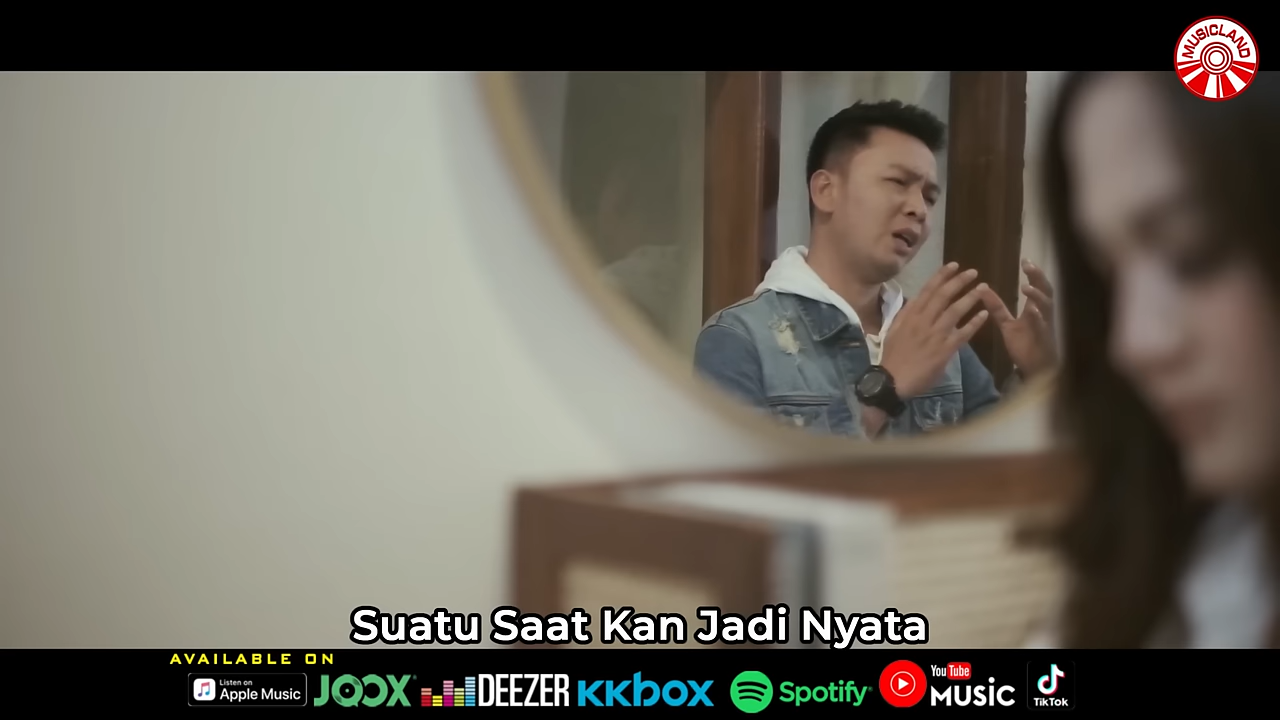 MUSICLAND
Suatu Saat Kan Jadi Nyata
AVAILABLE ON
Listen on
Apple Music
JOOX
DEEZER
KKBOX
Spotify
YouTube
MUSIC
TikTok